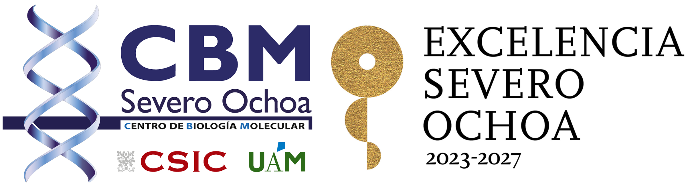 CBM
Severo Ochoa
CENTRO DE BIOLOGÍA MOLECULAR
CSIC
UAM
EXCELENCIA
SEVERO
OCHOA
2023-2027